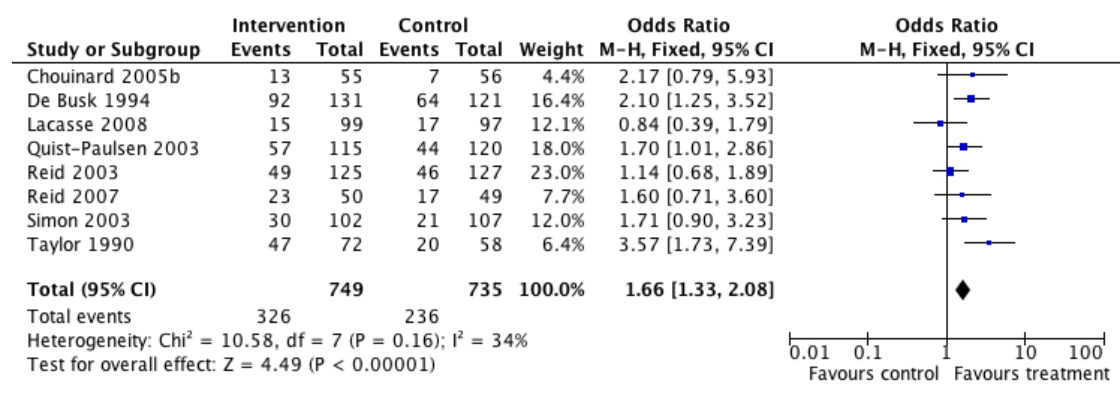 Intervention Control Odds Ratio Odds Ratio
Study or Subgroup Events Total Events Total Weight M-H, Fixed, 95% CI M-H, Fixed, 95% CI
Chouinard 2005b 13 55 7 56 4.4% 2.17 [0.79, 5.93]
De Busk 1994 92 131 64 121 16.4% 2.10 [1.25, 3.52]
Lacasse 2008 15 99 17 97 12.1% 0.84 [0.39, 1.79]
Quist-Paulsen 2003 57 115 44 120 18.0% 1.70 [1.01, 2.86]
Reid 2003 49 125 46 127 23.0% 1.14 [0.68, 1.89]
Reid 2007 23 50 17 49 7.7% 1.60 [0.71, 3.60]
Simon 2003 30 102 21 107 12.0% 1.71 [0.90, 3.23]
Taylor 1990 47 72 20 58 6.4% 3.57 [1.73, 7.39]
Total (95% CI) 749 735 100.0% 1.66 [1.33, 2.08]
Total events 326 236
Heterogeneity: Chi² = 10.58, df = 7 (P = 0.16); I² = 34%
Test for overall effect: Z = 4.49 (P < 0.00001)
0.01 0.1 1 10 100
Favours control Favours treatment